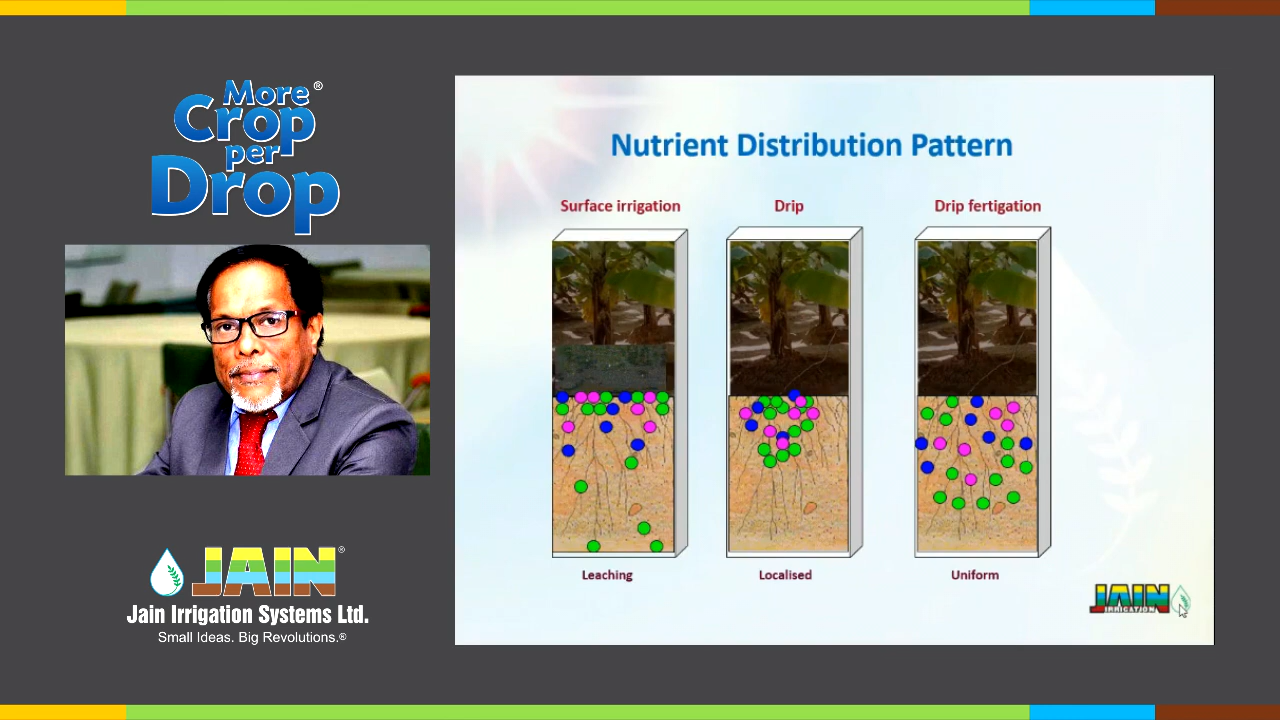 More®
Crop
per
Drop
JAIN®
Jain Irrigation Systems Ltd.
Small Ideas. Big Revolutions.®
Nutrient Distribution Pattern
Surface irrigation Drip Drip fertigation
Leaching Localised Uniform
JAIN
IRRIGATION